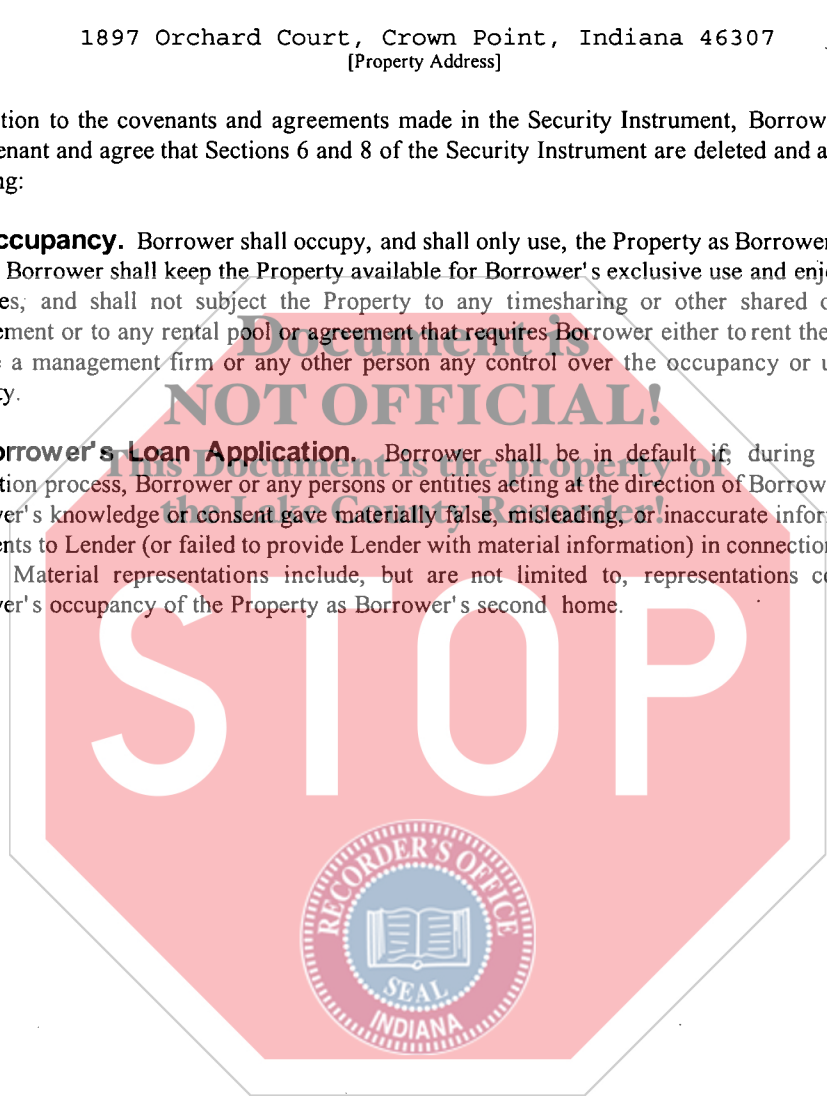 1897 Orchard Court, Crown Point, Indiana 46307
[Property Address]
tion to the covenants and agreements made in the Security Instrument, Borrow
enant and agree that Sections 6 and 8 of the Security Instrument are deleted and a
ng:
ccupancy. Borrower shall occupy, and shall only use, the Property as Borrower
Borrower shall keep the Property available for Borrower's exclusive use and enj
es, and shall not subject the Property to any timesharing or other shared o
ement or to any rental pool or agreement that requires Borrower either to rent the
a management firm or any other person any control over the occupancy or u
ty.
Document is
NOT OFFICIAL!
This Document is the property of
the Lake County Recorder!
orrower's Loan Application. Borrower shall be in default if, during
tion process, Borrower or any persons or entities acting at the direction of Borrow
er's knowledge or consent gave materially false, misleading, or inaccurate infor
ents to Lender (or failed to provide Lender with material information) in connection
Material representations include, but are not limited to, representations co
er's occupancy of the Property as Borrower's second home.
STOP
RECORDER'S OFFICE
SEAL
INDIANA